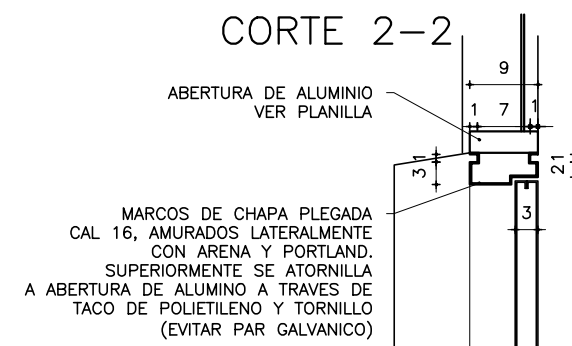 CORTE 2-2
9
ABERTURA DE ALUMINIO
VER PLANILLA
1 7 1
3 1
21
MARCOS DE CHAPA PLEGADA
CAL 16, AMURADOS LATERALMENTE
CON ARENA Y PORTLAND.
SUPERIORMENTE SE ATORNILLA
A ABERTURA DE ALUMINO A TRAVES DE
TACO DE POLIETILENO Y TORNILLO
(EVITAR PAR GALVANICO)
3